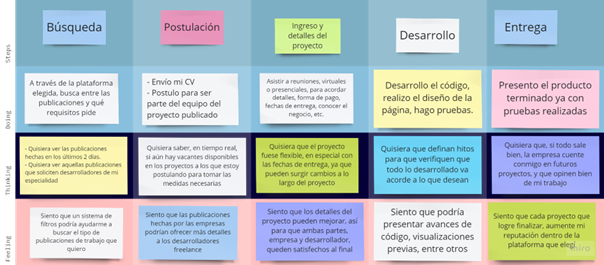 Steps
Búsqueda
Postulación
Ingreso y
detalles del
proyecto
Desarrollo
Entrega
Doing
A través de la plataforma
elegida, busca entre las
publicaciones y qué
requisitos pide
- Envío mi CV
- Postulo para ser
parte del equipo del
proyecto publicado
Asistir a reuniones, virtuales
o presenciales, para acordar
detalles, forma de pago,
fechas de entrega, conocer el
negocio, etc.
Desarrollo el código,
realizo el diseño de la
página, hago pruebas.
Presento el producto
terminado ya con
pruebas realizadas
Thinking
- Quisiera ver las publicaciones
hechas en los últimos 2 días.
- Quisiera ver aquellas publicaciones
que soliciten desarrolladores de mi
especialidad
Quisiera saber, en tiempo real,
si aún hay vacantes disponibles
en los proyectos a los que estoy
postulando para tomar las
medidas necesarias
Quisiera que el proyecto
fuese flexible, en especial con
las fechas de entrega, ya que
pueden surgir cambios a lo
largo del proyecto
Quisiera que definan hitos
para que verifiquen que
todo lo desarrollado va
acorde a lo que desean
Quisiera que, si todo sale
bien, la empresa cuente
conmigo en futuros
proyectos, y que opinen bien
de mi trabajo
Feeling
Siento que un sistema de
filtros podría ayudarme a
buscar el tipo de
publicaciones de trabajo que
quiero
Siento que las publicaciones
hechas por las empresas
podrían ofrecer más detalles
a los desarrolladores
freelance
Siento que los detalles del
proyecto pueden mejorar, así
para que ambas partes,
empresa y desarrollador,
queden satisfechos al final
Siento que podría
presentar avances de
código, visualizaciones
previas, entre otros
Siento que cada proyecto que
logre finalizar, aumente mi
reputación dentro de la
plataforma que elegí.
miro